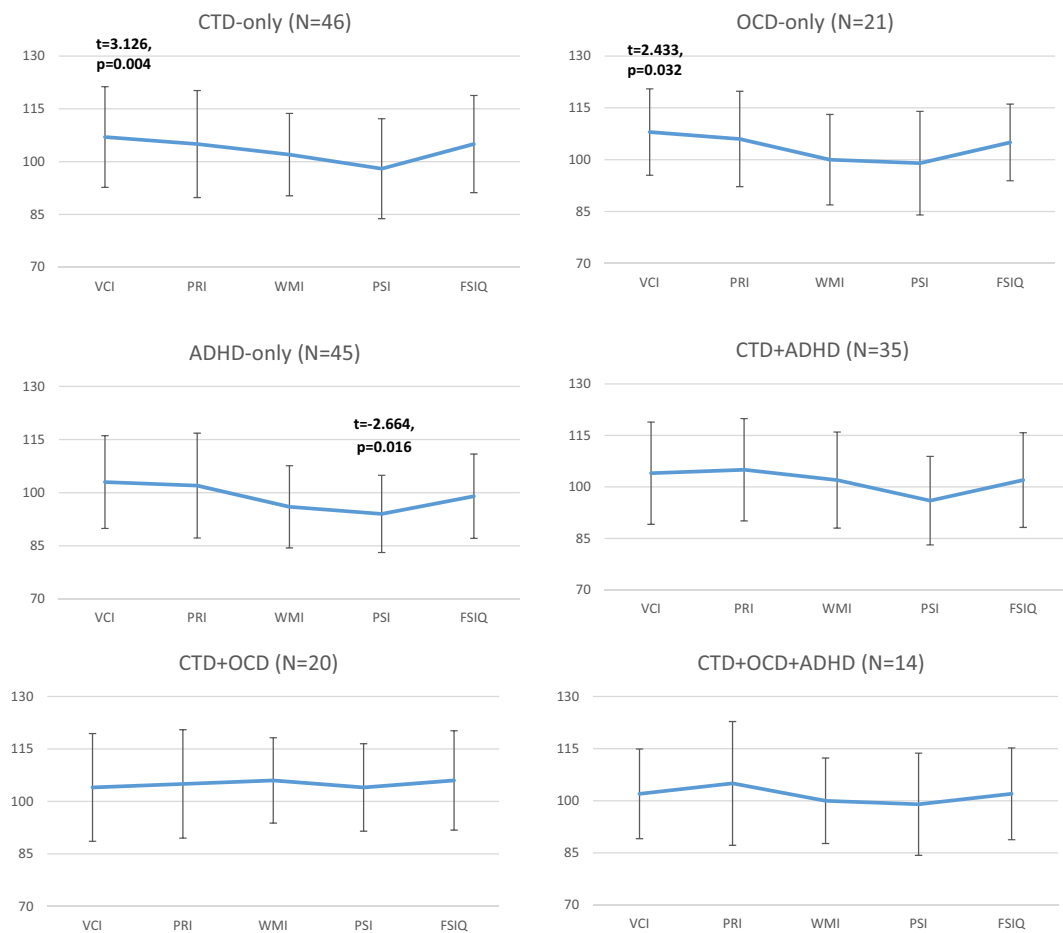 CTD-only (N=46)
t=3.126,
p=0.004
130
115
100
85
70
VCI PRI WMI PSI FSIQ
OCD-only (N=21)
t=2.433,
p=0.032
130
115
100
85
70
VCI PRI WMI PSI FSIQ
ADHD-only (N=45)
t=-2.664,
p=0.016
130
115
100
85
70
VCI PRI WMI PSI FSIQ
CTD+ADHD (N=35)
130
115
100
85
70
VCI PRI WMI PSI FSIQ
CTD+OCD (N=20)
130
115
100
85
70
VCI PRI WMI PSI FSIQ
CTD+OCD+ADHD (N=14)
130
115
100
85
70
VCI PRI WMI PSI FSIQ